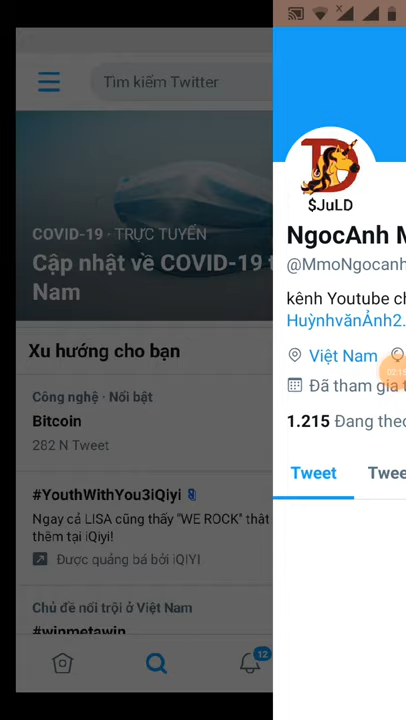 Tìm kiếm Twitter
COVID-19 · TRỰC TUYẾN
Cập nhật về COVID-19 t
Nam
Xu hướng cho bạn
Công nghệ · Nổi bật
Bitcoin
282 N Tweet
#YouthWithYou3iQiyi
Ngay cả LISA cũng thấy "WE ROCK" thật
thêm tại iQiyi!
Được quảng bá bởi iQIYI
Chủ đề nổi trội ở Việt Nam
#winmetawin
12
$JuLD
NgocAnh M
@MmoNgocanh
kênh Youtube ch
HuỳnhvănẢnh2.
Việt Nam
Đã tham gia t
1.215 Đang theo
Tweet
Twee